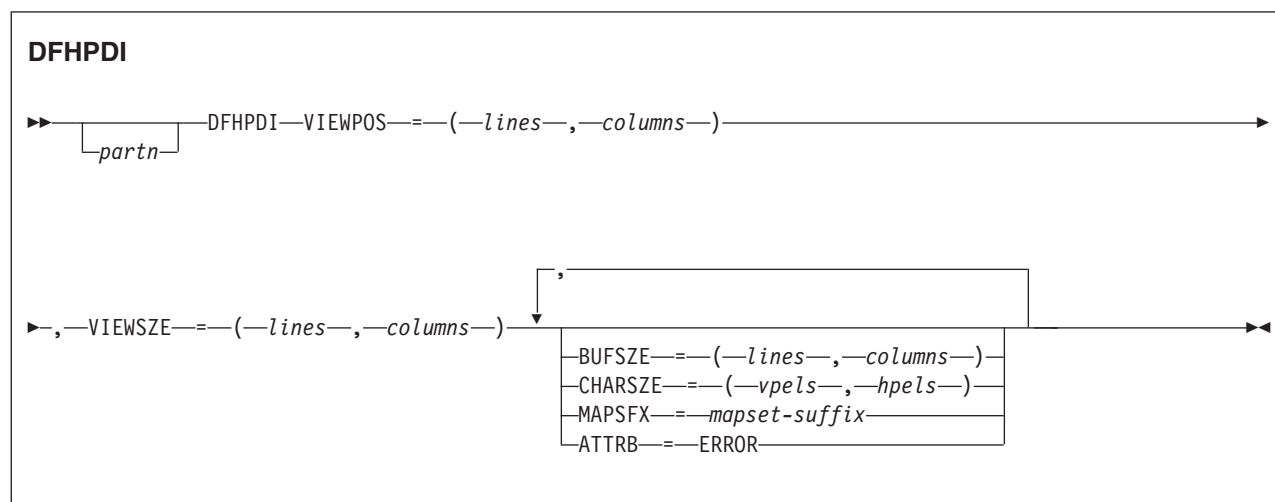 DFHPDI
DFHPDI VIEWPOS = ( lines , columns )
partn
,
, VIEWSZE = ( lines , columns )
BUFSZE = ( lines , columns )
CHARSZE = ( vpels , hpels )
MAPSFX = mapset-suffix
ATTRB = ERROR